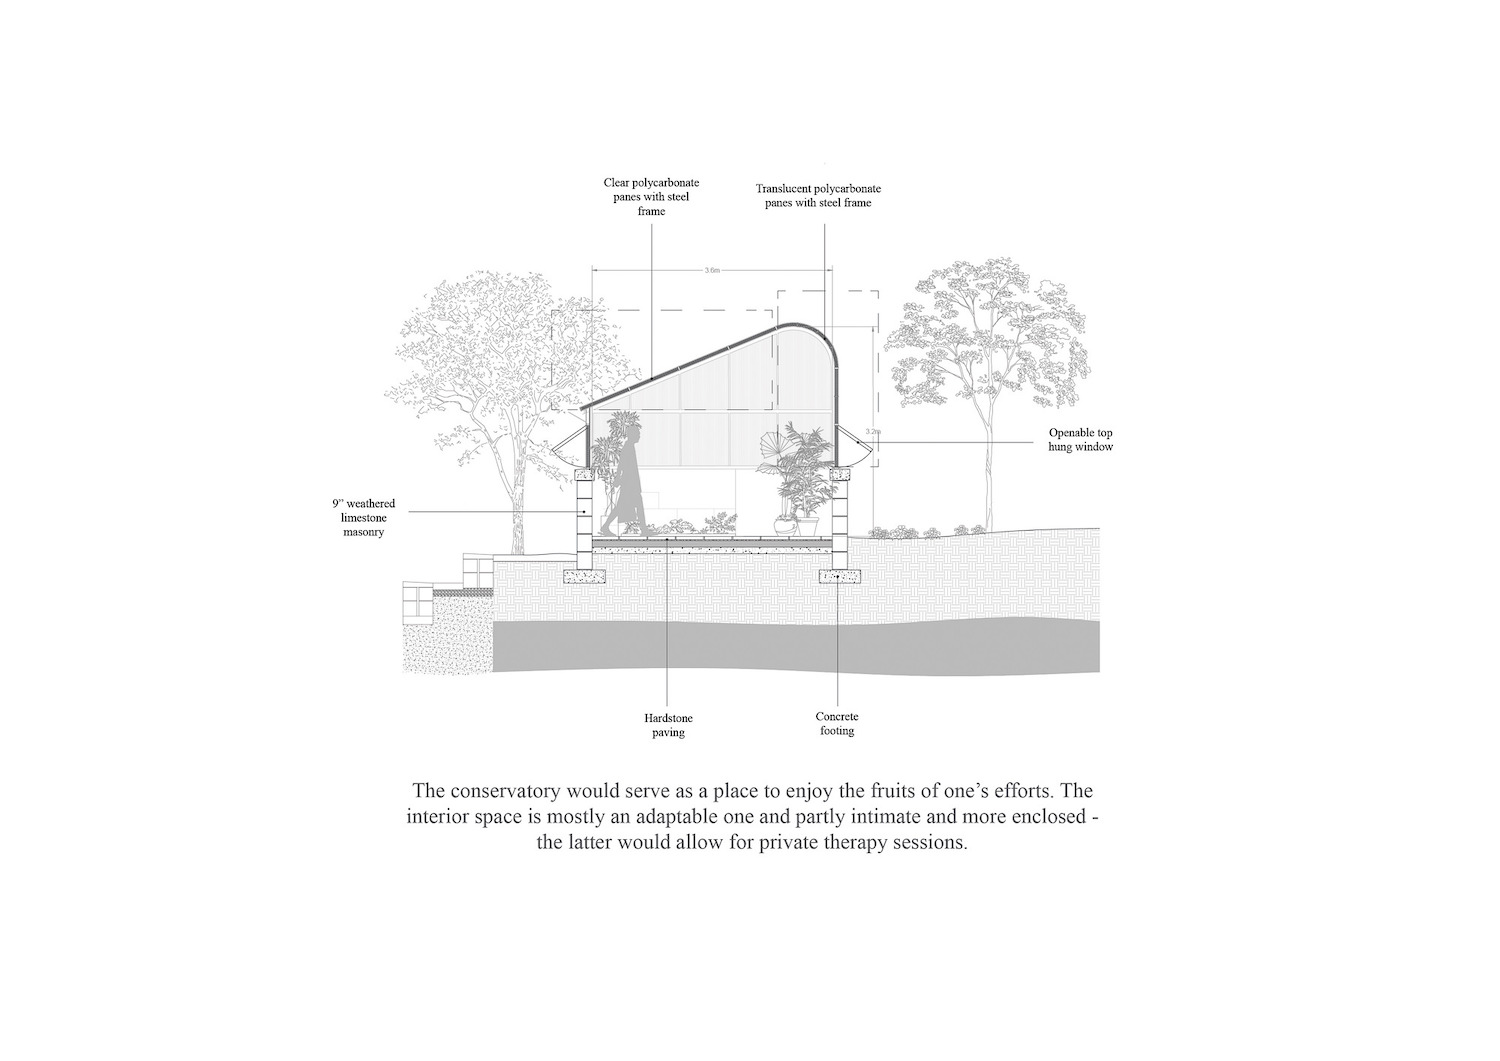 Clear polycarbonate
panes with steel
frame
Translucent polycarbonate
panes with steel frame
3.6m
3.2m
Openable top
hung window
9” weathered
limestone
masonry
Hardstone
paving
Concrete
footing
The conservatory would serve as a place to enjoy the fruits of one’s efforts. The
interior space is mostly an adaptable one and partly intimate and more enclosed -
the latter would allow for private therapy sessions.